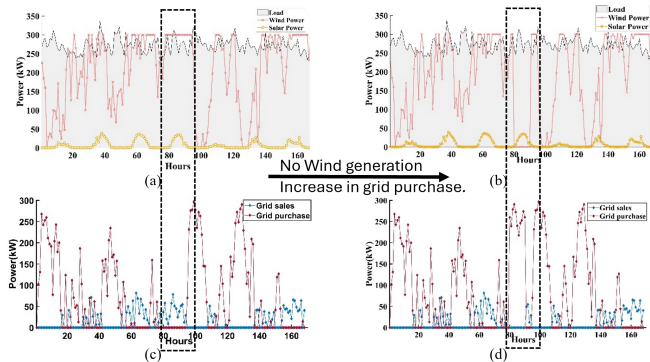 350
300
250
200
150
100
50
0
Power (kW)
Load
Wind Power
Solar Power
20 40 60 80 100 120 140 160
Hours
(a)
350
300
250
200
150
100
50
0
Power (kW)
Load
Wind Power
Solar Power
20 40 60 80 100 120 140 160
Hours
(b)
No Wind generation
Increase in grid purchase.
300
250
200
150
100
50
0
Power(kW)
Grid sales
Grid purchase
0 20 40 60 80 100 120 140 160
Hours
(c)
300
250
200
150
100
50
0
Power(kW)
Grid sales
Grid purchase
0 20 40 60 80 100 120 140 160
Hours
(d)